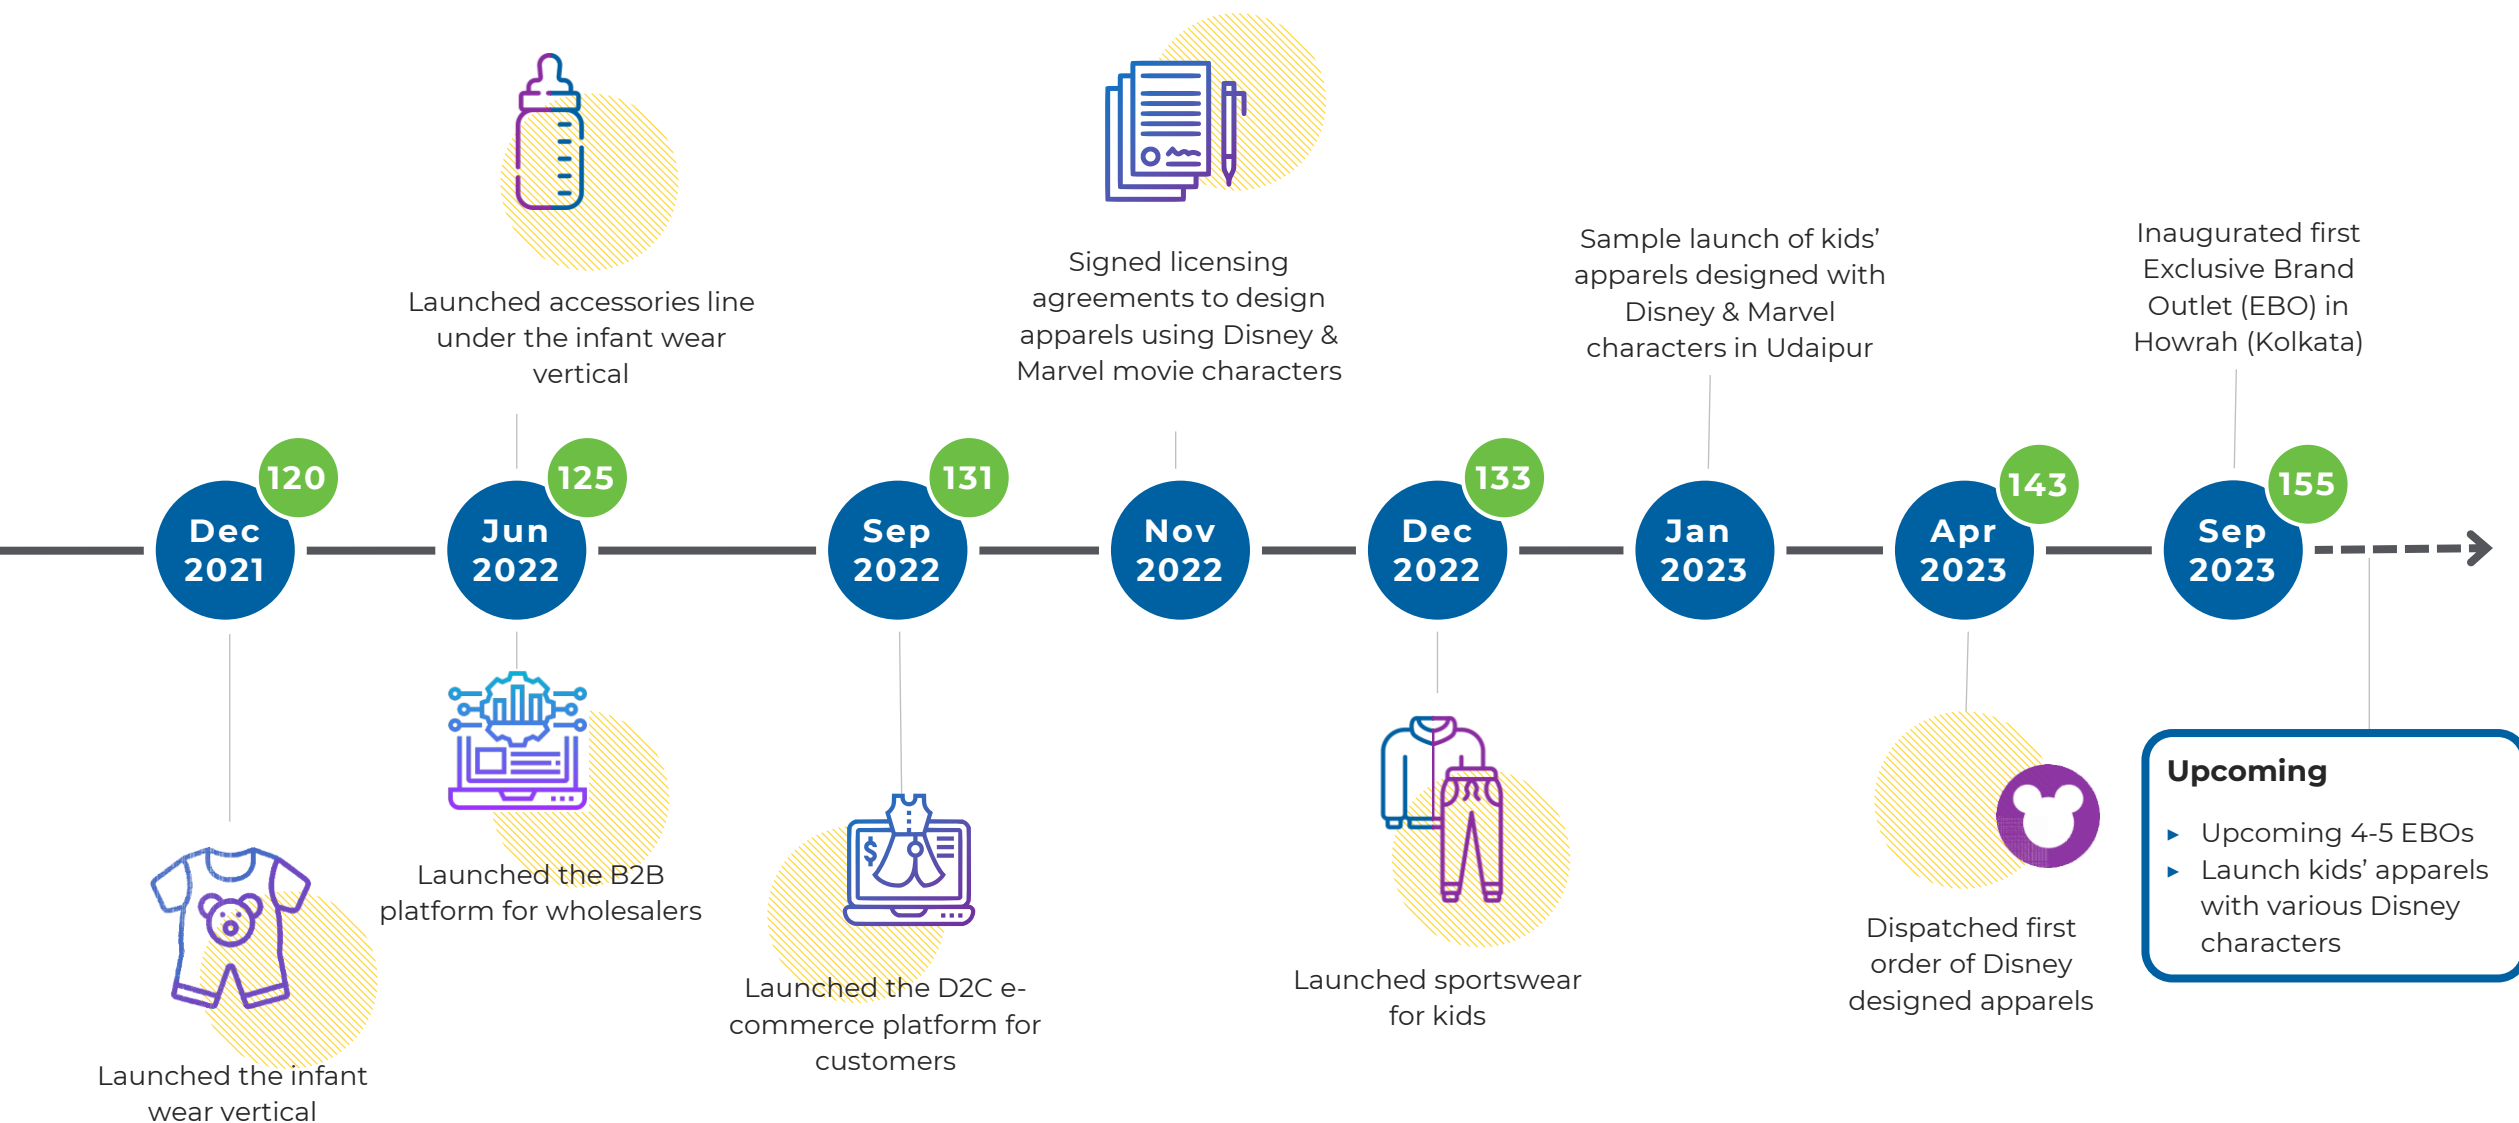 Launched accessories line
under the infant wear
vertical
Signed licensing
agreements to design
apparels using Disney &
Marvel movie characters
Sample launch of kids’
apparels designed with
Disney & Marvel
characters in Udaipur
Inaugurated first
Exclusive Brand
Outlet (EBO) in
Howrah (Kolkata)
120
Dec
2021
125
Jun
2022
131
Sep
2022
Nov
2022
133
Dec
2022
Jan
2023
143
Apr
2023
155
Sep
2023
Launched the infant
wear vertical
Launched the B2B
platform for wholesalers
$
Launched the D2C e-
commerce platform for
customers
Launched sportswear
for kids
Dispatched first
order of Disney
designed apparels
Upcoming
▸ Upcoming 4-5 EBOs
▸ Launch kids’ apparels
with various Disney
characters